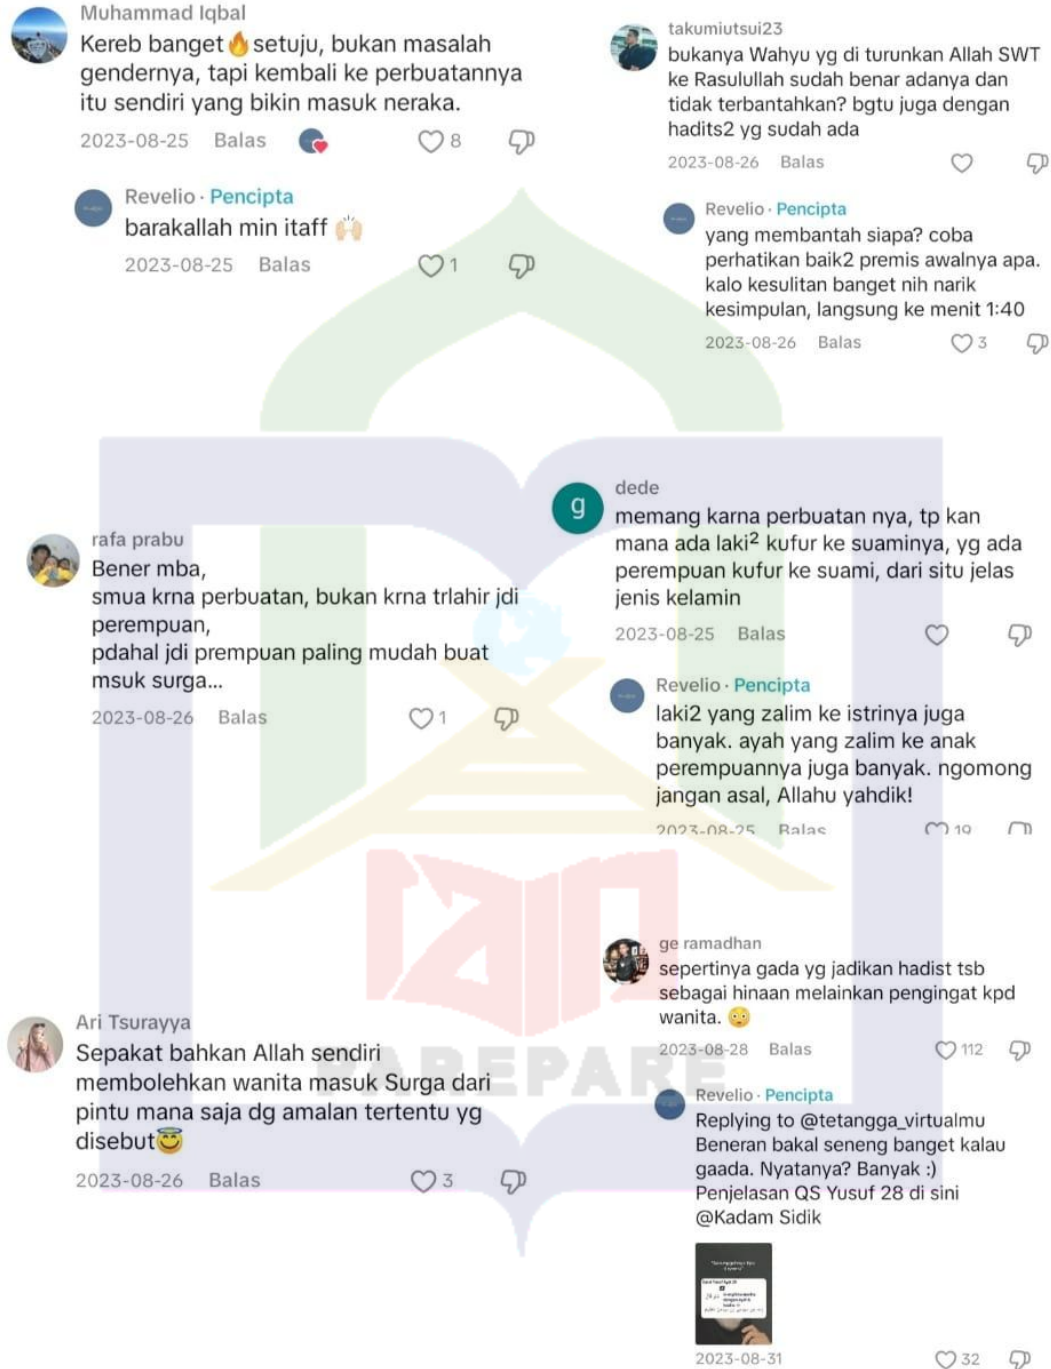 Muhammad Iqbal
Kereb banget🔥setuju, bukan masalah
gendernya, tapi kembali ke perbuatannya
itu sendiri yang bikin masuk neraka.
2023-08-25 Balas 8
Revelio · Pencipta
barakallah min itaff 🙌🏻
2023-08-25 Balas 1
rafa prabu
Bener mba,
smua krna perbuatan, bukan krna trlahir jdi
perempuan,
pdahal jdi prempuan paling mudah buat
msuk surga...
2023-08-26 Balas 1
Ari Tsurayya
Sepakat bahkan Allah sendiri
membolehkan wanita masuk Surga dari
pintu mana saja dg amalan tertentu yg
disebut😇
2023-08-26 Balas 3
takumiutsui23
bukanya Wahyu yg di turunkan Allah SWT
ke Rasulullah sudah benar adanya dan
tidak terbantahkan? bgtu juga dengan
hadits2 yg sudah ada
2023-08-26 Balas
Revelio · Pencipta
yang membantah siapa? coba
perhatikan baik2 premis awalnya apa.
kalo kesulitan banget nih narik
kesimpulan, langsung ke menit 1:40
2023-08-26 Balas 3
g
dede
memang karna perbuatan nya, tp kan
mana ada laki² kufur ke suaminya, yg ada
perempuan kufur ke suami, dari situ jelas
jenis kelamin
2023-08-25 Balas
Revelio · Pencipta
laki2 yang zalim ke istrinya juga
banyak. ayah yang zalim ke anak
perempuannya juga banyak. ngomong
jangan asal, Allahu yahdik!
2023-08-25 Balas 19
ge ramadhan
sepertinya gada yg jadikan hadist tsb
sebagai hinaan melainkan pengingat kpd
wanita. 😳
2023-08-28 Balas 112
Revelio · Pencipta
Replying to @tetangga_virtualmu
Beneran bakal seneng banget kalau
gaada. Nyatanya? Banyak :)
Penjelasan QS Yusuf 28 di sini
@Kadam Sidik
2023-08-31 32
iain
PAREPARE